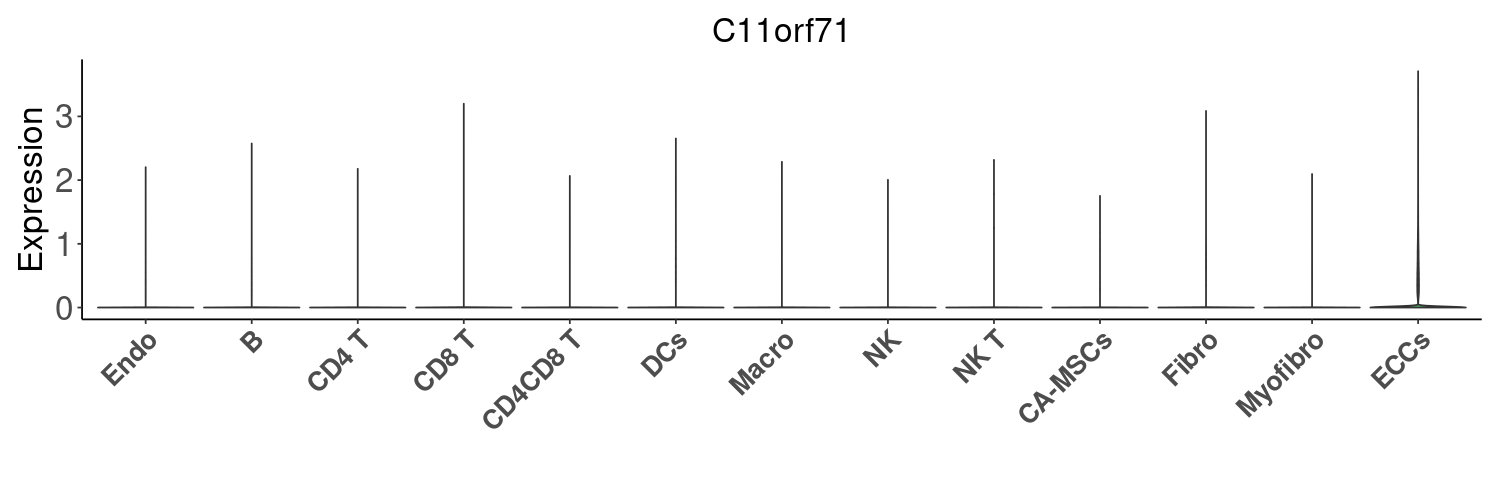 C11orf71
Expression
3
2
1
0
Endo
B
CD4 T
CD8 T
CD4CD8 T
DCs
Macro
NK
NK T
CA-MSCs
Fibro
Myofibro
ECCs